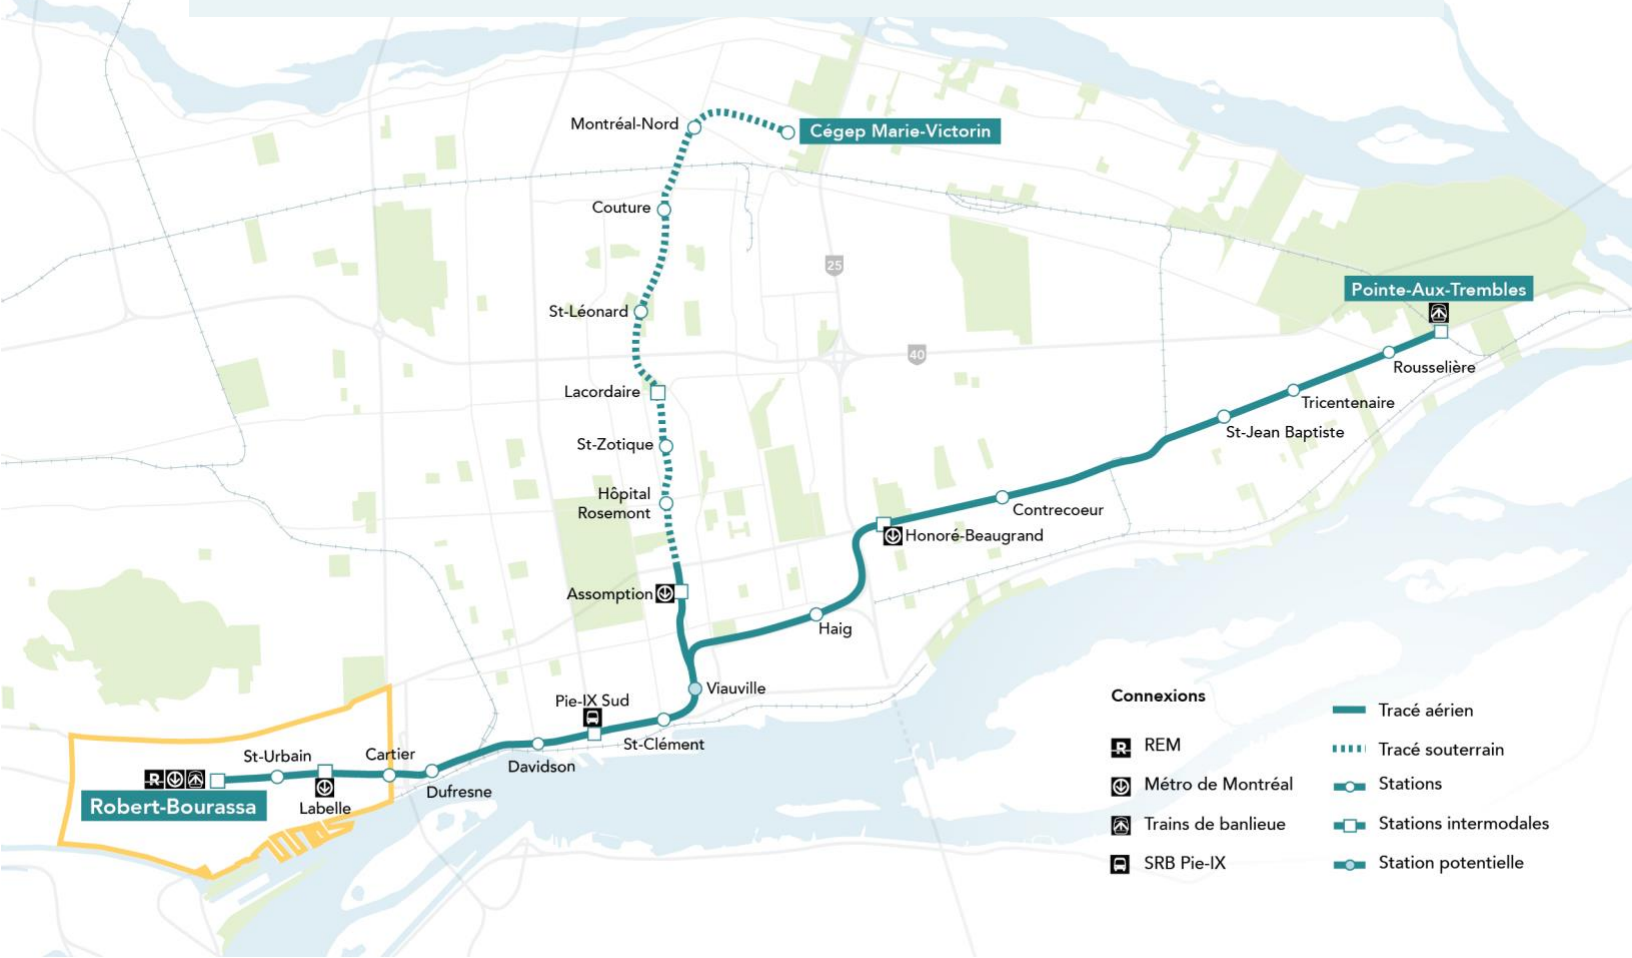 Montréal-Nord
Cégep Marie-Victorin
Couture
25
St-Léonard
Pointe-Aux-Trembles
40
Rousselière
Lacordaire
Tricentenaire
St-Jean Baptiste
St-Zotique
Hôpital
Rosemont
Contrecoeur
Honoré-Beaugrand
Assomption
Haig
Viauville
Pie-IX Sud
St-Clément
St-Urbain
Cartier
Davidson
R
Robert-Bourassa
Labelle
Dufresne
Connexions
R REM
Métro de Montréal
Trains de banlieue
SRB Pie-IX
Tracé aérien
Tracé souterrain
Stations
Stations intermodales
Station potentielle